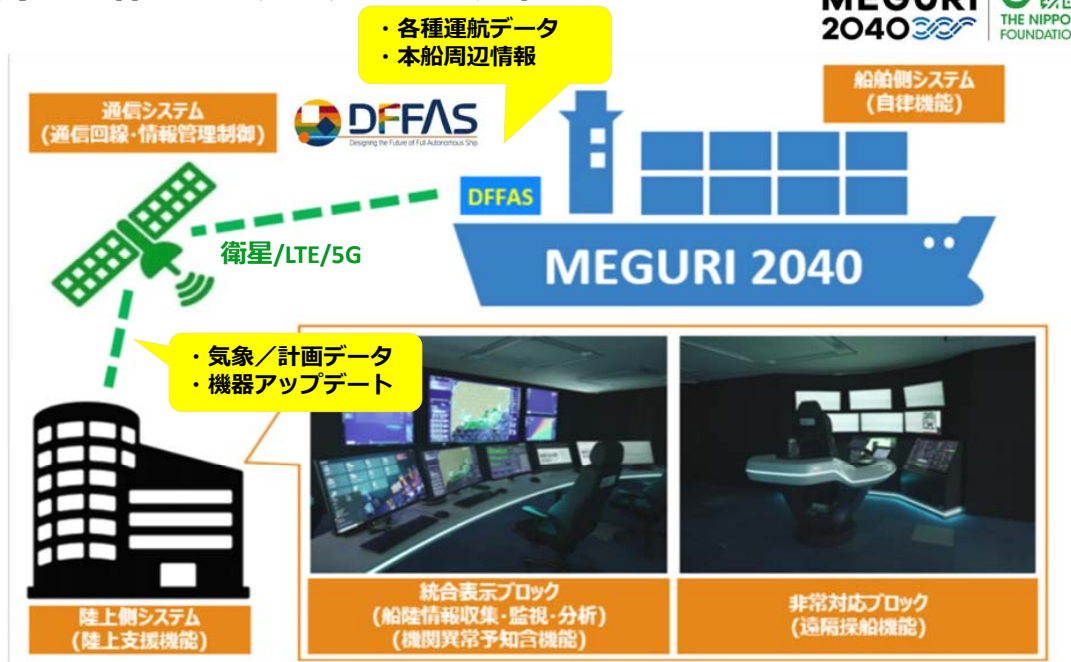 MEGURI
2040
THE NIPPO
FOUNDATIO
・各種運航データ
・本船周辺情報
船舶側システム
(自律機能)
通信システム
(通信回線・情報管理制御)
DFFAS
Designing the Future of Full Autonomous Ship
DFFAS
衛星/LTE/5G
MEGURI 2040
・気象／計画データ
・機器アップデート
陸上側システム
(陸上支援機能)
統合表示ブロック
(船陸情報収集・監視・分析)
(機関異常予知含機能)
非常対応ブロック
(遠隔操船機能)